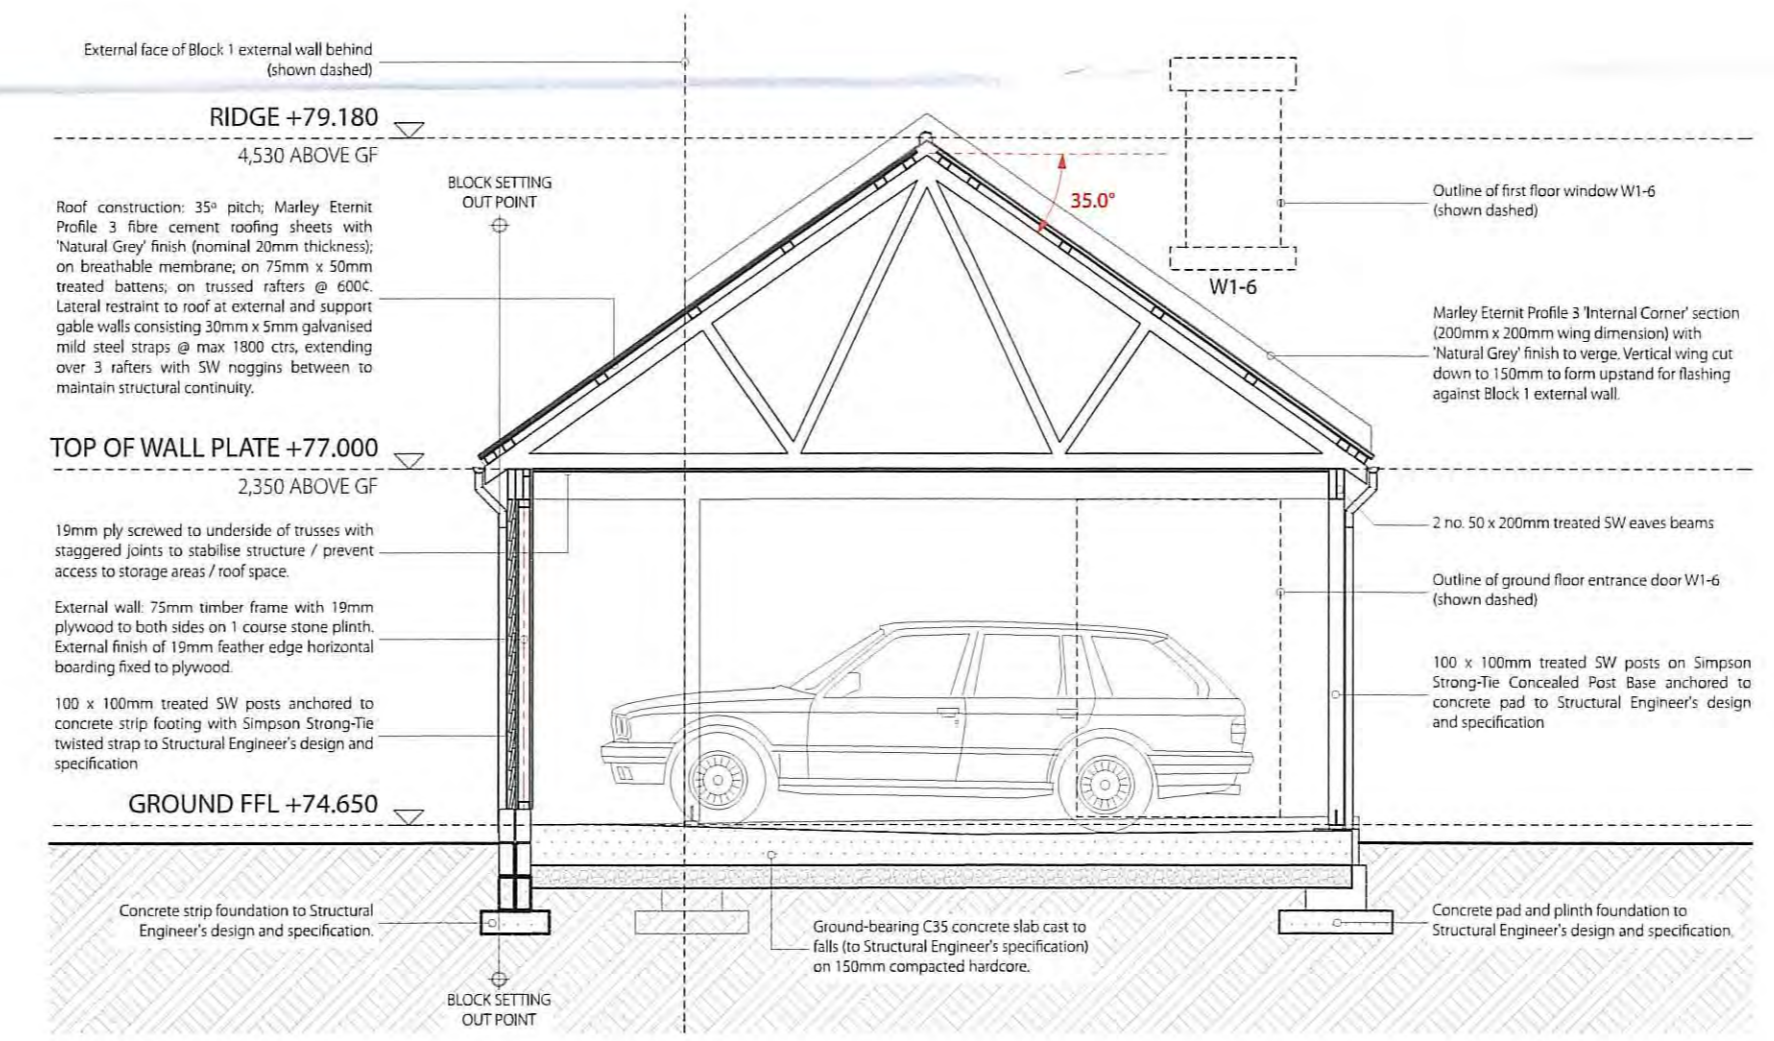 External face of Block 1 external wall behind
(shown dashed)
RIDGE +79.180
4,530 ABOVE GF
BLOCK SETTING
OUT POINT
Roof construction: 35º pitch; Marley Eternit
Profile 3 fibre cement roofing sheets with
'Natural Grey' finish (nominal 20mm thickness);
on breathable membrane; on 75mm x 50mm
treated battens; on trussed rafters @ 600¢.
Lateral restraint to roof at external and support
gable walls consisting 30mm x 5mm galvanised
mild steel straps @ max 1800 ctrs, extending
over 3 rafters with SW noggins between to
maintain structural continuity.
TOP OF WALL PLATE +77.000
2,350 ABOVE GF
19mm ply screwed to underside of trusses with
staggered joints to stabilise structure / prevent
access to storage areas / roof space.
External wall: 75mm timber frame with 19mm
plywood to both sides on 1 course stone plinth.
External finish of 19mm feather edge horizontal
boarding fixed to plywood.
100 x 100mm treated SW posts anchored to
concrete strip footing with Simpson Strong-Tie
twisted strap to Structural Engineer's design and
specification
GROUND FFL +74.650
Concrete strip foundation to Structural
Engineer's design and specification.
BLOCK SETTING
OUT POINT
35.0°
W1-6
Ground-bearing C35 concrete slab cast to
falls (to Structural Engineer's specification)
on 150mm compacted hardcore.
Outline of first floor window W1-6
(shown dashed)
Marley Eternit Profile 3 'Internal Corner' section
(200mm x 200mm wing dimension) with
'Natural Grey' finish to verge. Vertical wing cut
down to 150mm to form upstand for flashing
against Block 1 external wall.
2 no. 50 x 200mm treated SW eaves beams
Outline of ground floor entrance door W1-6
(shown dashed)
100 x 100mm treated SW posts on Simpson
Strong-Tie Concealed Post Base anchored to
concrete pad to Structural Engineer's design
and specification
Concrete pad and plinth foundation to
Structural Engineer's design and specification.